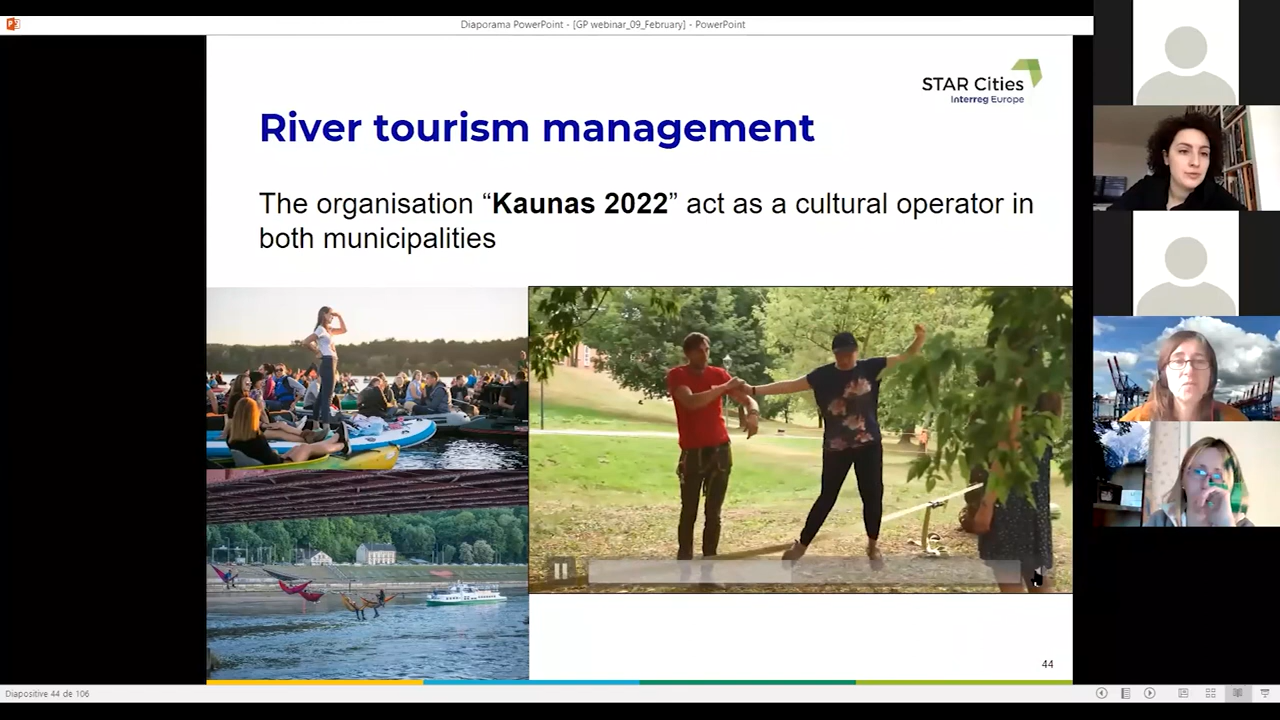 Diaporama PowerPoint - [GP webinar_09_February] - PowerPoint
STAR Cities
Interreg Europe
River tourism management
The organisation “Kaunas 2022” act as a cultural operator in
both municipalities
44
Diapositive 44 de 106